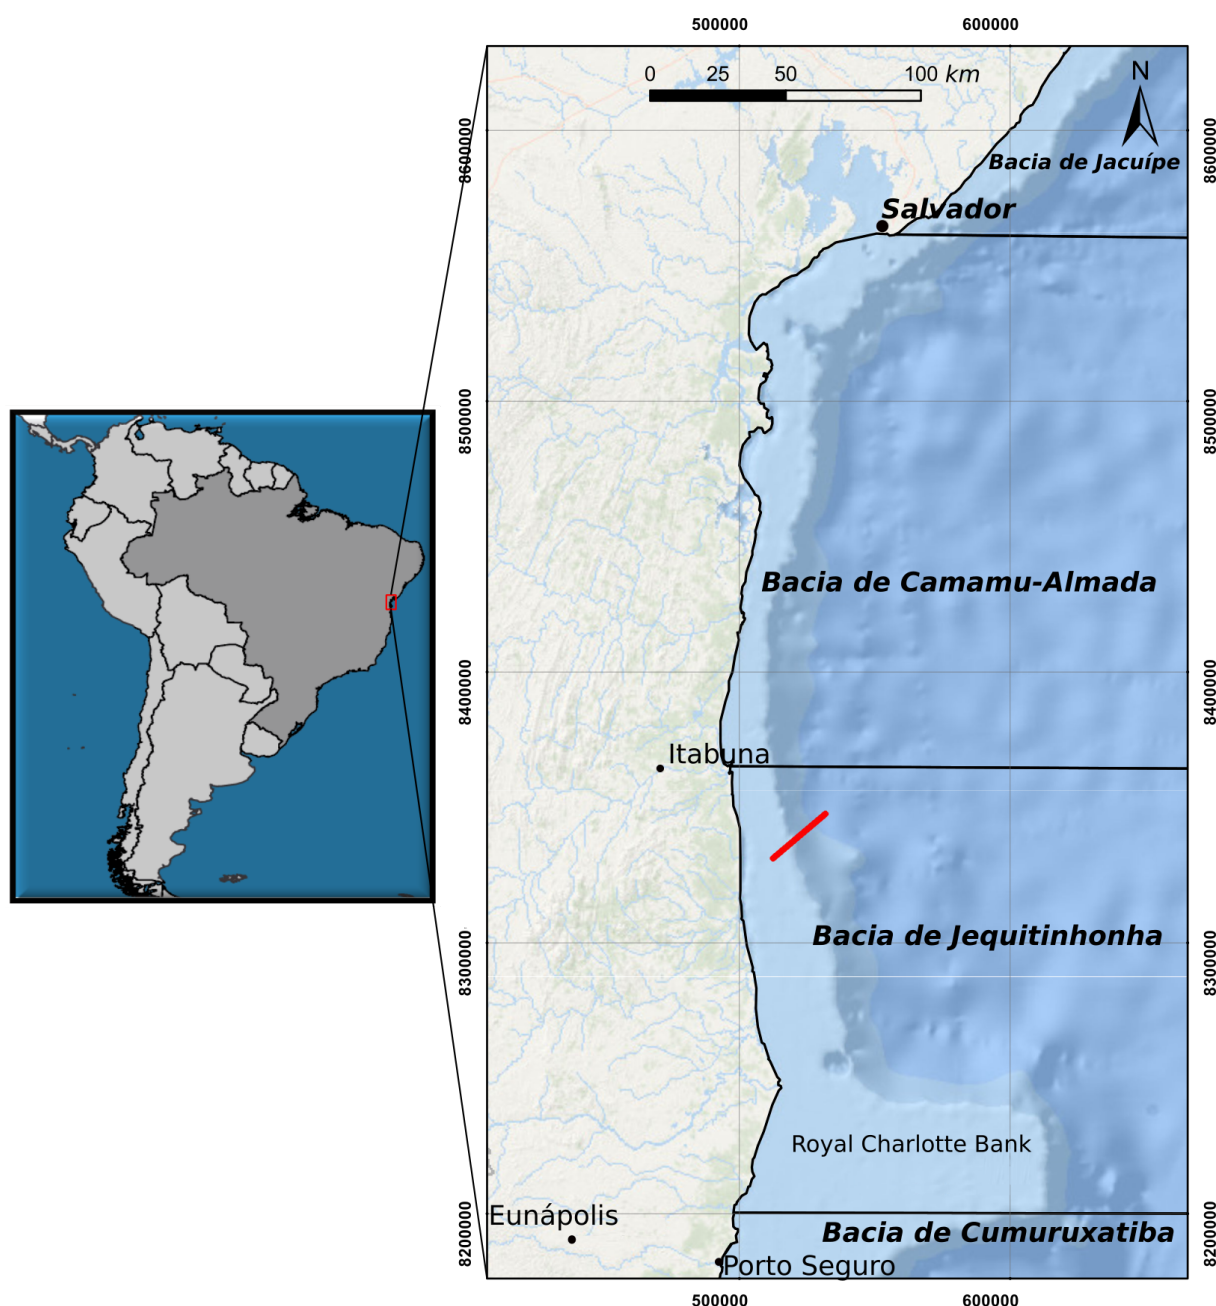 500000 600000
0 25 50 100 km
N
8600000 8600000
Bacia de Jacuípe
Salvador
8500000 8500000
Bacia de Camamu-Almada
8400000 8400000
Itabuna
Bacia de Jequitinhonha
8300000 8300000
Royal Charlotte Bank
Eunápolis
8200000 8200000
Bacia de Cumuruxatiba
Porto Seguro
500000 600000